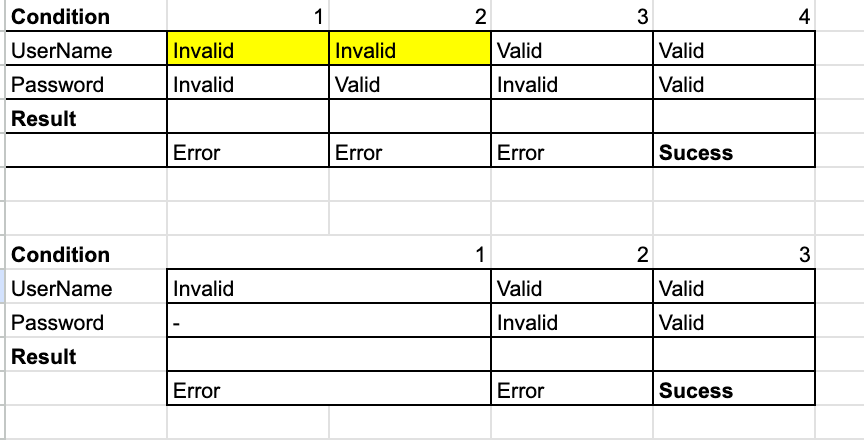 Condition 1 2 3 4
UserName Invalid Invalid Valid Valid
Password Invalid Valid Invalid Valid
Result
Error Error Error Sucess
Condition 1 2 3
UserName Invalid Valid Valid
Password - Invalid Valid
Result
Error Error Sucess